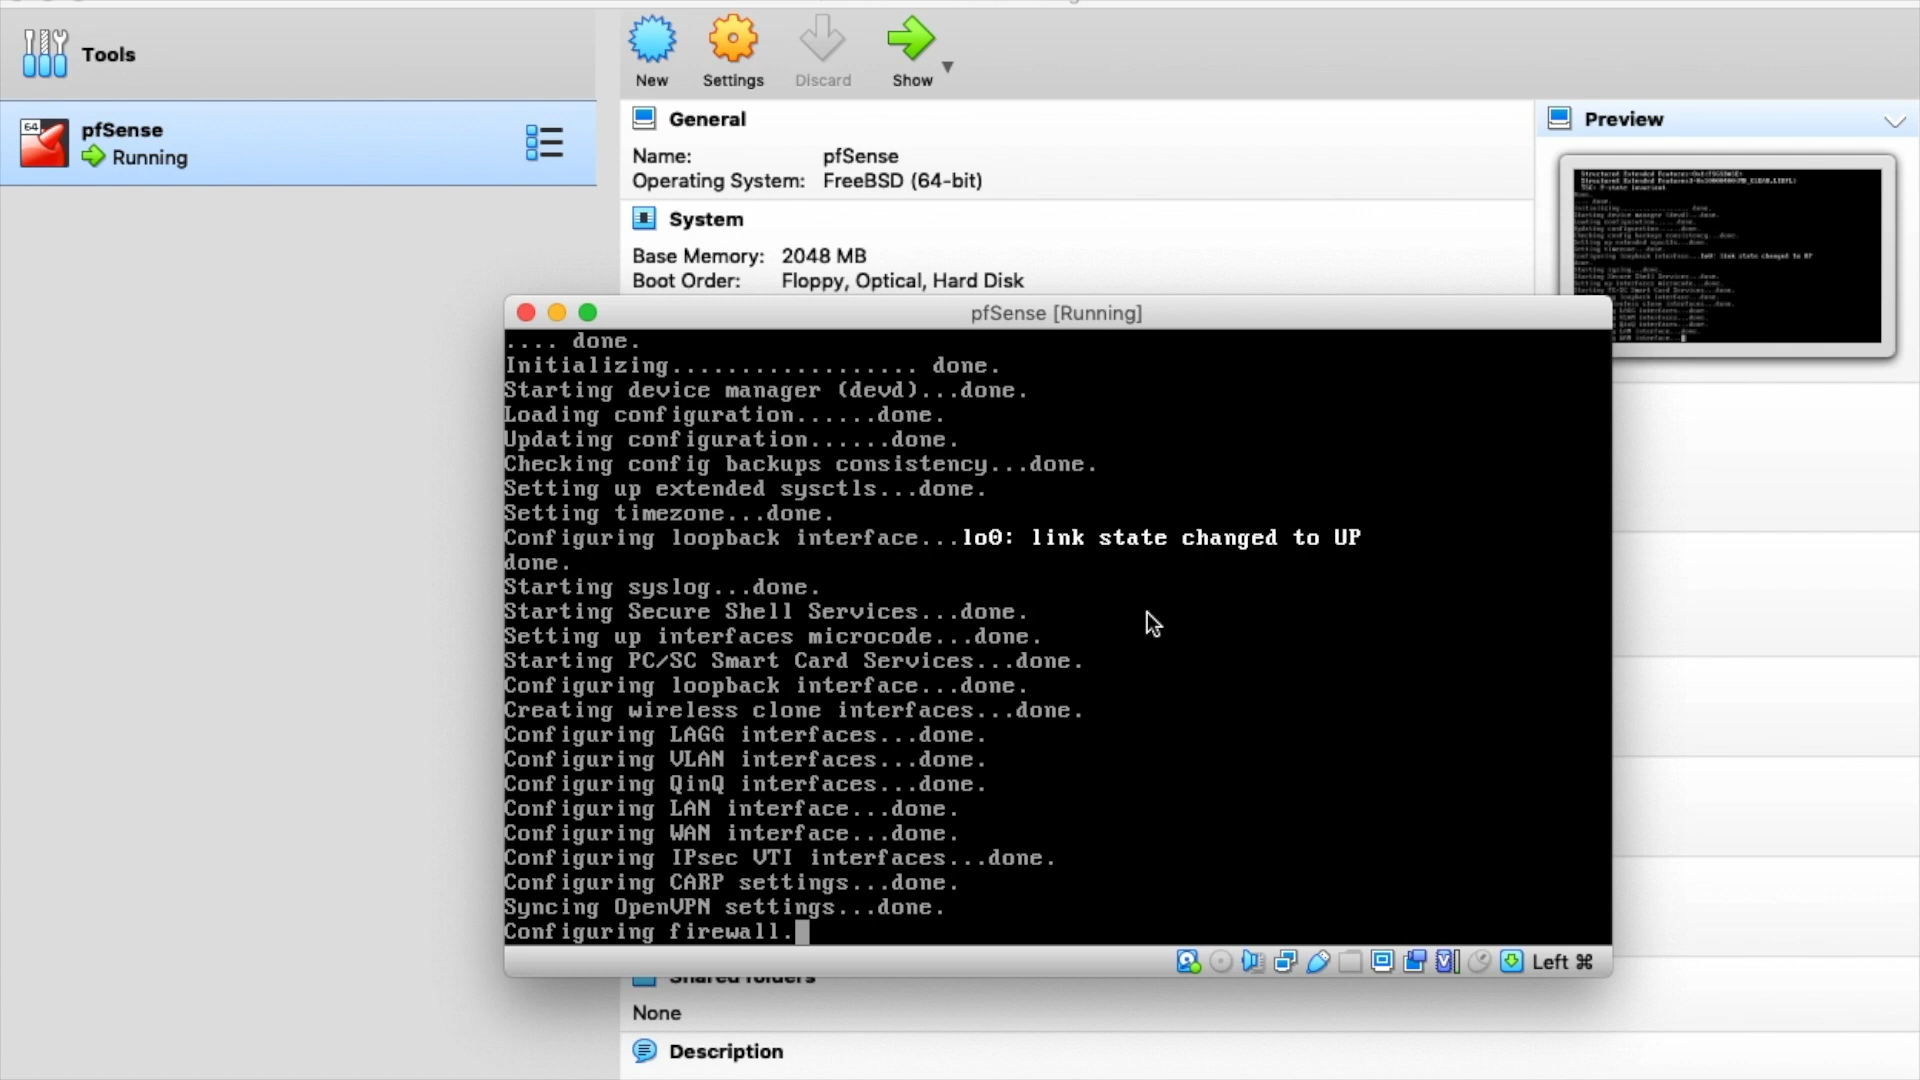 Tools
New
Settings
Discard
Show
64
pfSense
Running
General
Name: pfSense
Operating System: FreeBSD (64-bit)
System
Base Memory: 2048 MB
Boot Order: Floppy, Optical, Hard Disk
Preview
pfSense [Running]
.... done.
Initializing.................. done.
Starting device manager (devd)...done.
Loading configuration......done.
Updating configuration......done.
Checking config backups consistency...done.
Setting up extended sysctls...done.
Setting timezone...done.
Configuring loopback interface...lo0: link state changed to UP
done.
Starting syslog...done.
Starting Secure Shell Services...done.
Setting up interfaces microcode...done.
Starting PC/SC Smart Card Services...done.
Configuring loopback interface...done.
Creating wireless clone interfaces...done.
Configuring LAGG interfaces...done.
Configuring VLAN interfaces...done.
Configuring QinQ interfaces...done.
Configuring LAN interface...done.
Configuring WAN interface...done.
Configuring IPsec VTI interfaces...done.
Configuring CARP settings...done.
Syncing OpenVPN settings...done.
Configuring firewall.
Left ⌘
Shared folders
None
Description